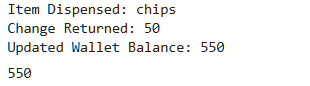 Item Dispensed: chips
Change Returned: 50
Updated Wallet Balance: 550
550